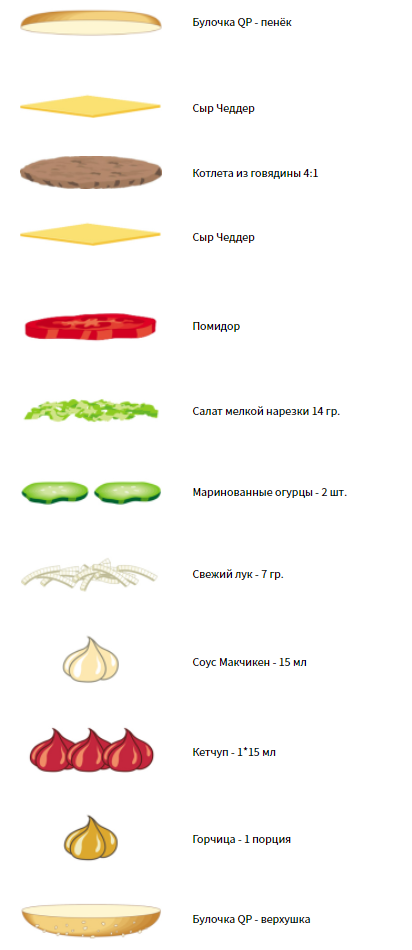 Булочка QP - пенёк
Сыр Чеддер
Котлета из говядины 4:1
Сыр Чеддер
Помидор
Салат мелкой нарезки 14 гр.
Маринованные огурцы - 2 шт.
Свежий лук - 7 гр.
Соус Макчикен - 15 мл
Кетчуп - 1*15 мл
Горчица - 1 порция
Булочка QP - верхушка